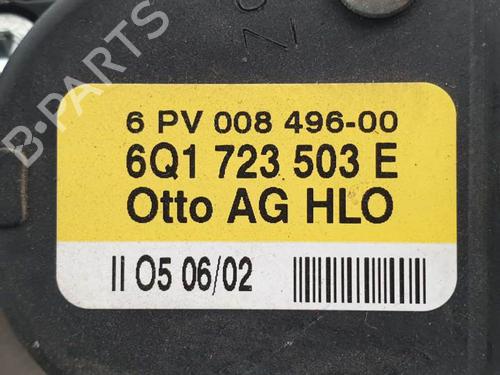 6 PV 008 496-00
6Q1 723 503 E
Otto AG HLO
II O5 06/02
B-PARTS